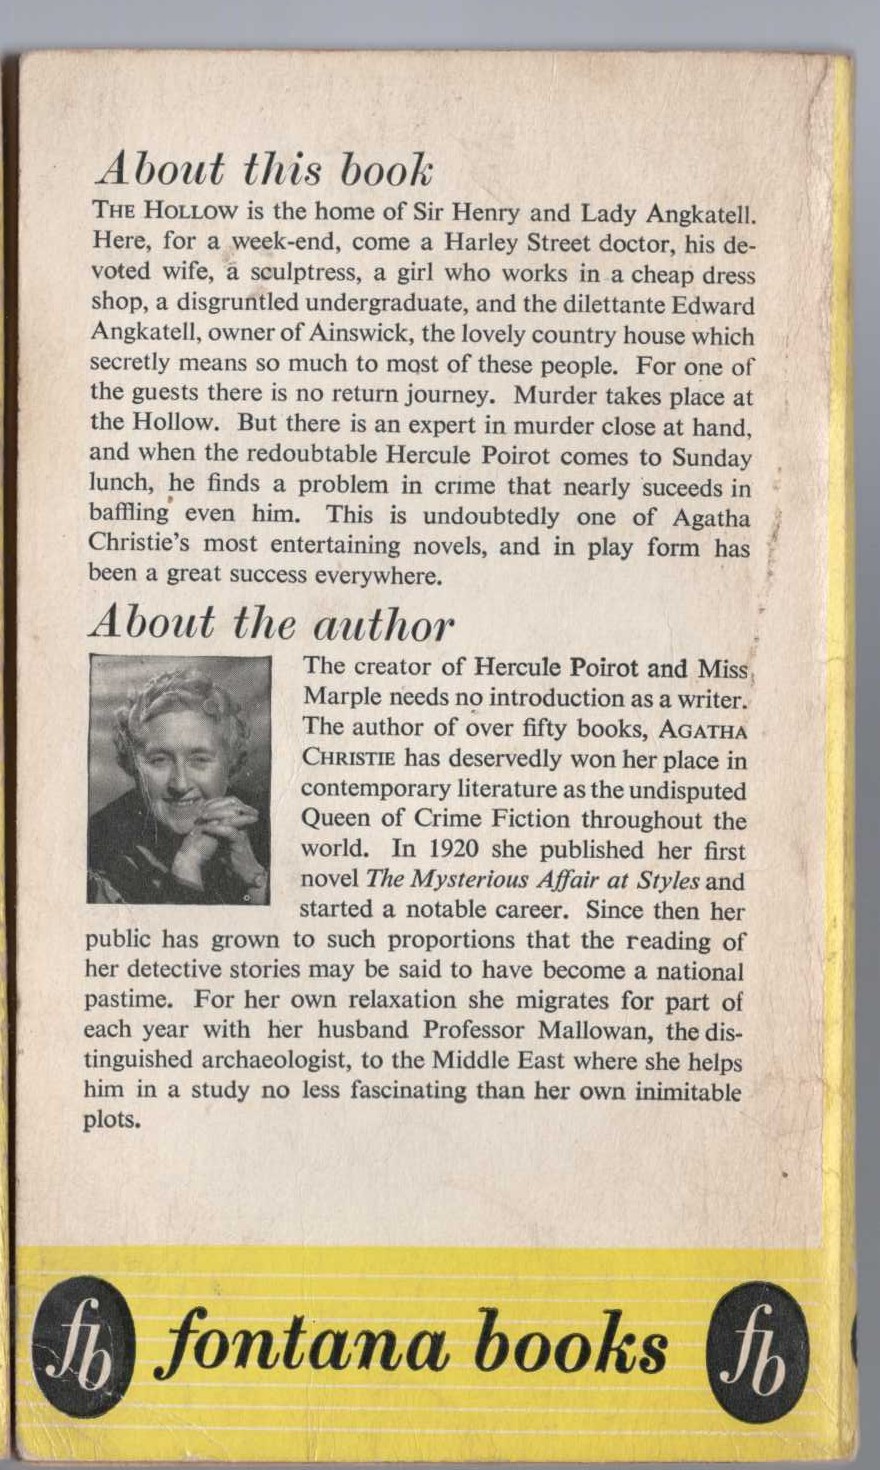 About this book
THE HOLLOW is the home of Sir Henry and Lady Angkatell.
Here, for a week-end, come a Harley Street doctor, his de-
voted wife, a sculptress, a girl who works in a cheap dress
shop, a disgruntled undergraduate, and the dilettante Edward
Angkatell, owner of Ainswick, the lovely country house which
secretly means so much to most of these people. For one of
the guests there is no return journey. Murder takes place at
the Hollow. But there is an expert in murder close at hand,
and when the redoubtable Hercule Poirot comes to Sunday
lunch, he finds a problem in crime that nearly suceeds in
baffling even him. This is undoubtedly one of Agatha
Christie's most entertaining novels, and in play form has
been a great success everywhere.
About the author
The creator of Hercule Poirot and Miss
Marple needs no introduction as a writer.
The author of over fifty books, AGATHA
CHRISTIE has deservedly won her place in
contemporary literature as the undisputed
Queen of Crime Fiction throughout the
world. In 1920 she published her first
novel The Mysterious Affair at Styles and
started a notable career. Since then her
public has grown to such proportions that the reading of
her detective stories may be said to have become a national
pastime. For her own relaxation she migrates for part of
each year with her husband Professor Mallowan, the dis-
tinguished archaeologist, to the Middle East where she helps
him in a study no less fascinating than her own inimitable
plots.
fb fontana books fb